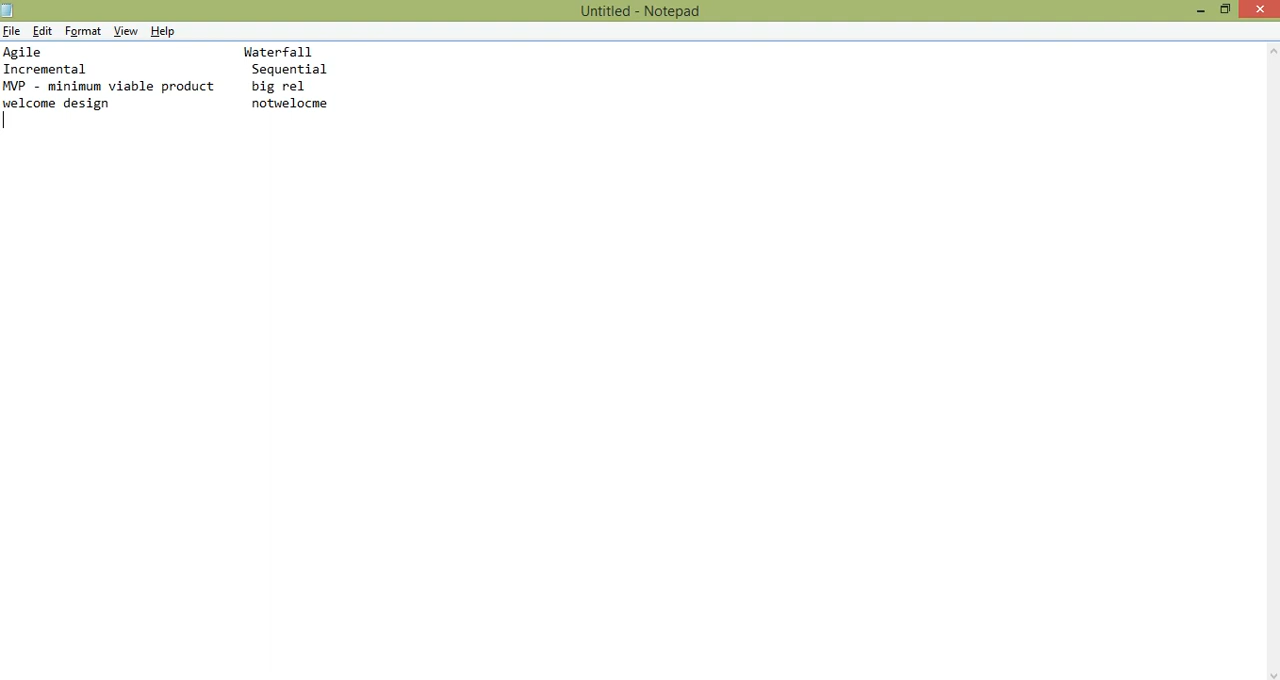 Untitled - Notepad
File Edit Format View Help
Agile Waterfall
Incremental Sequential
MVP - minimum viable product big rel
welcome design notwelocme